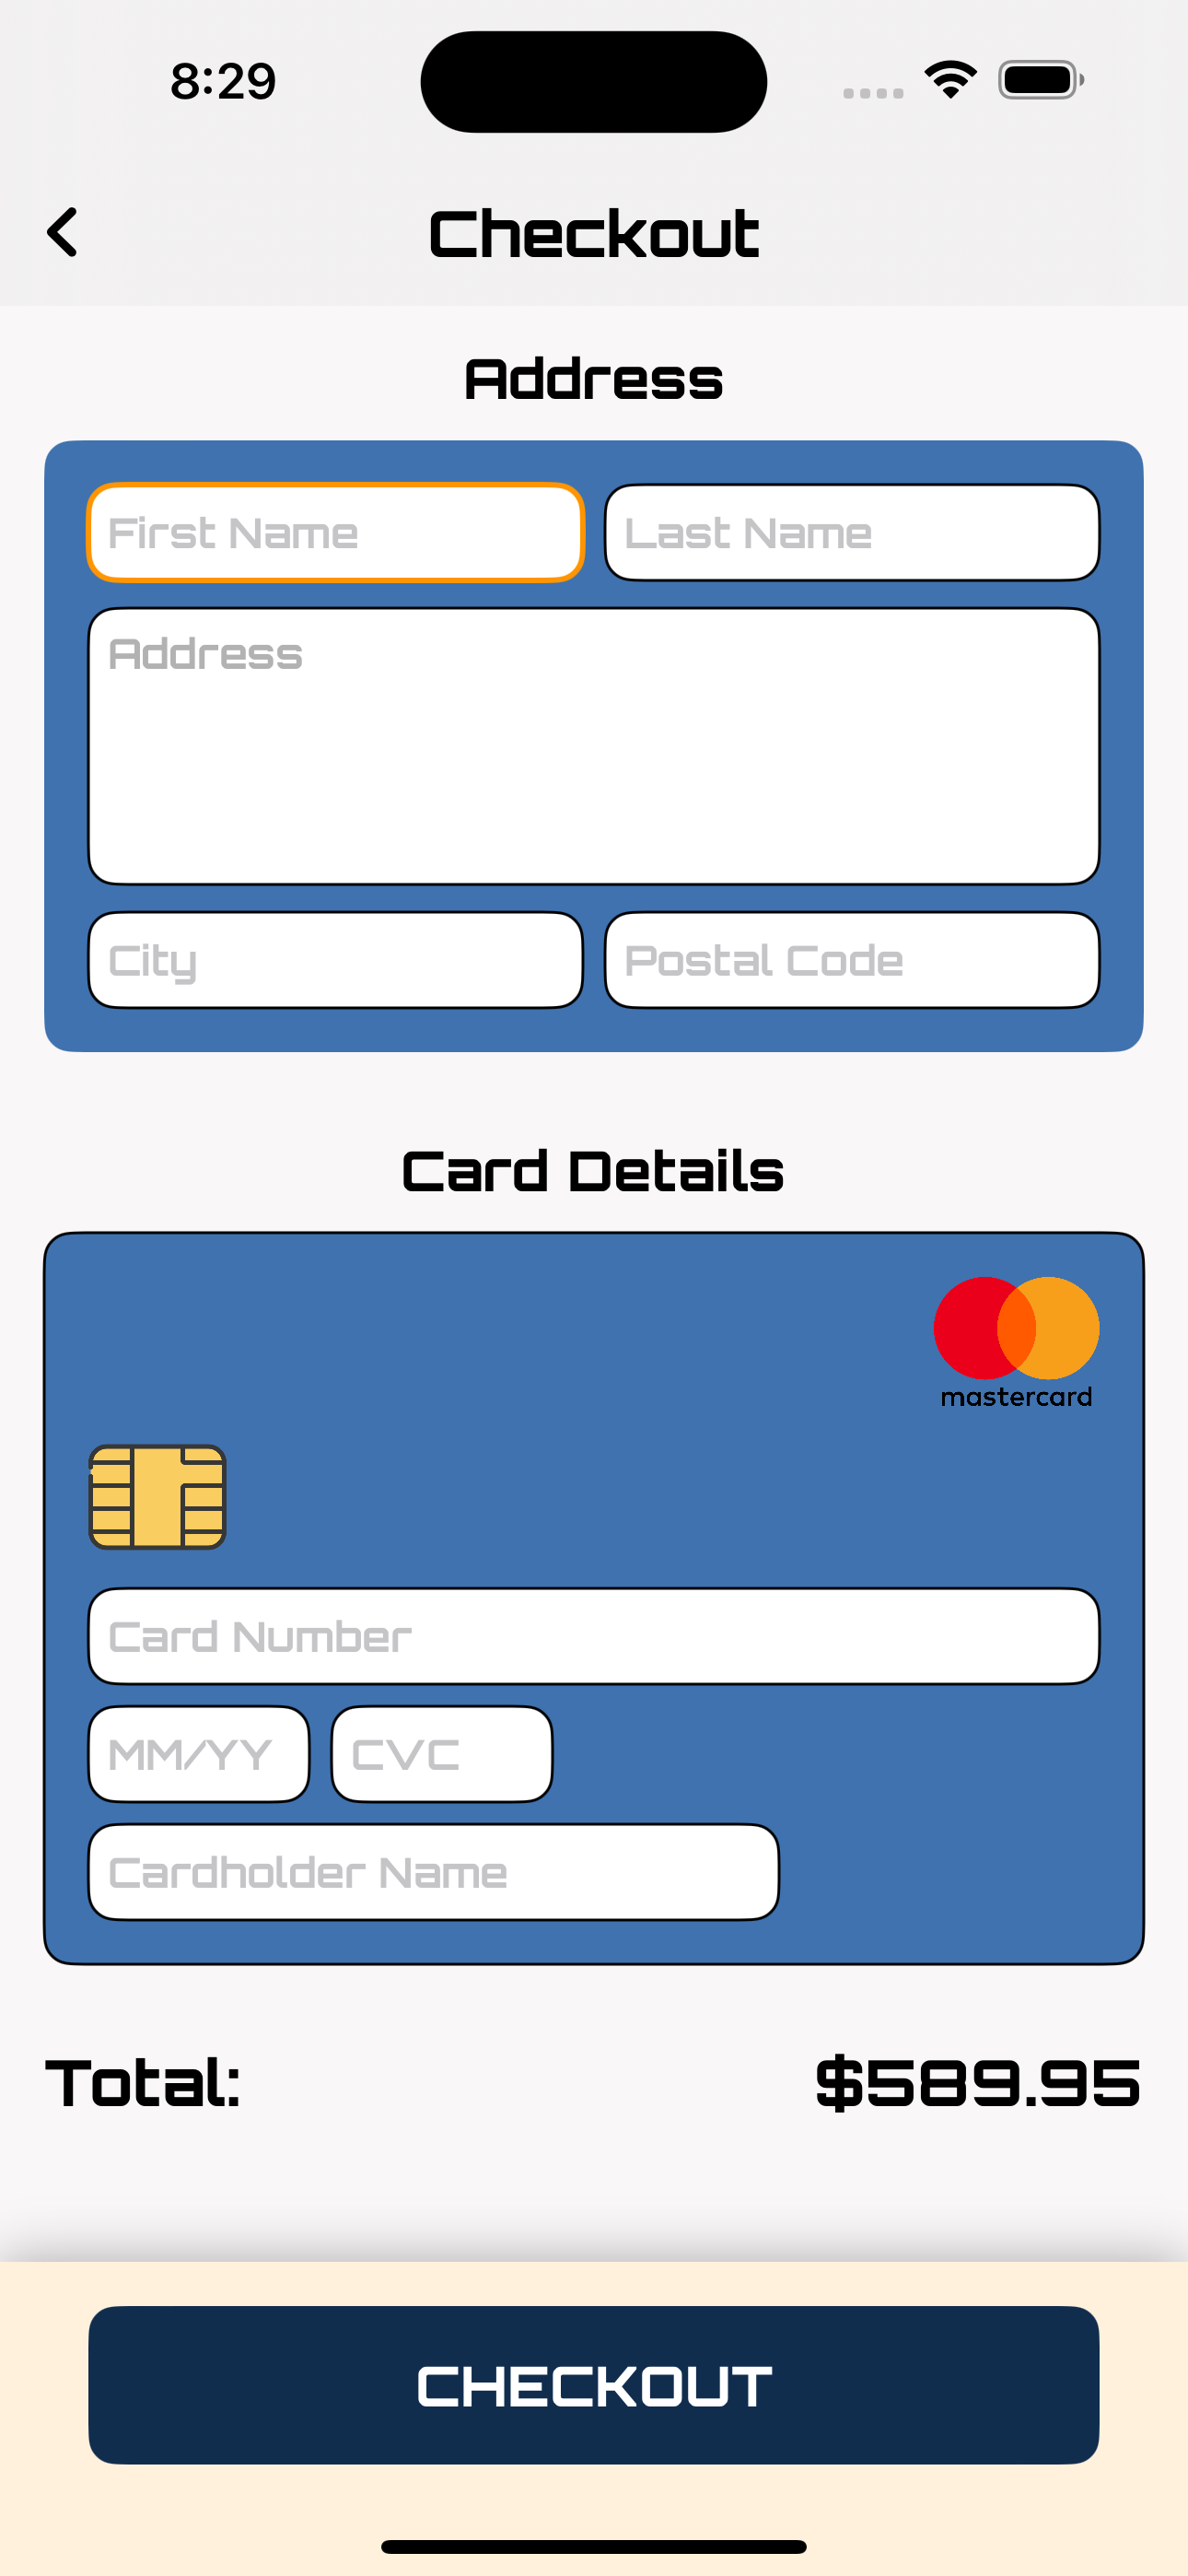 8:29
Checkout
Address
First Name Last Name
Address
City Postal Code
Card Details
mastercard
Card Number
MM/YY CVC
Cardholder Name
Total: $589.95
CHECKOUT